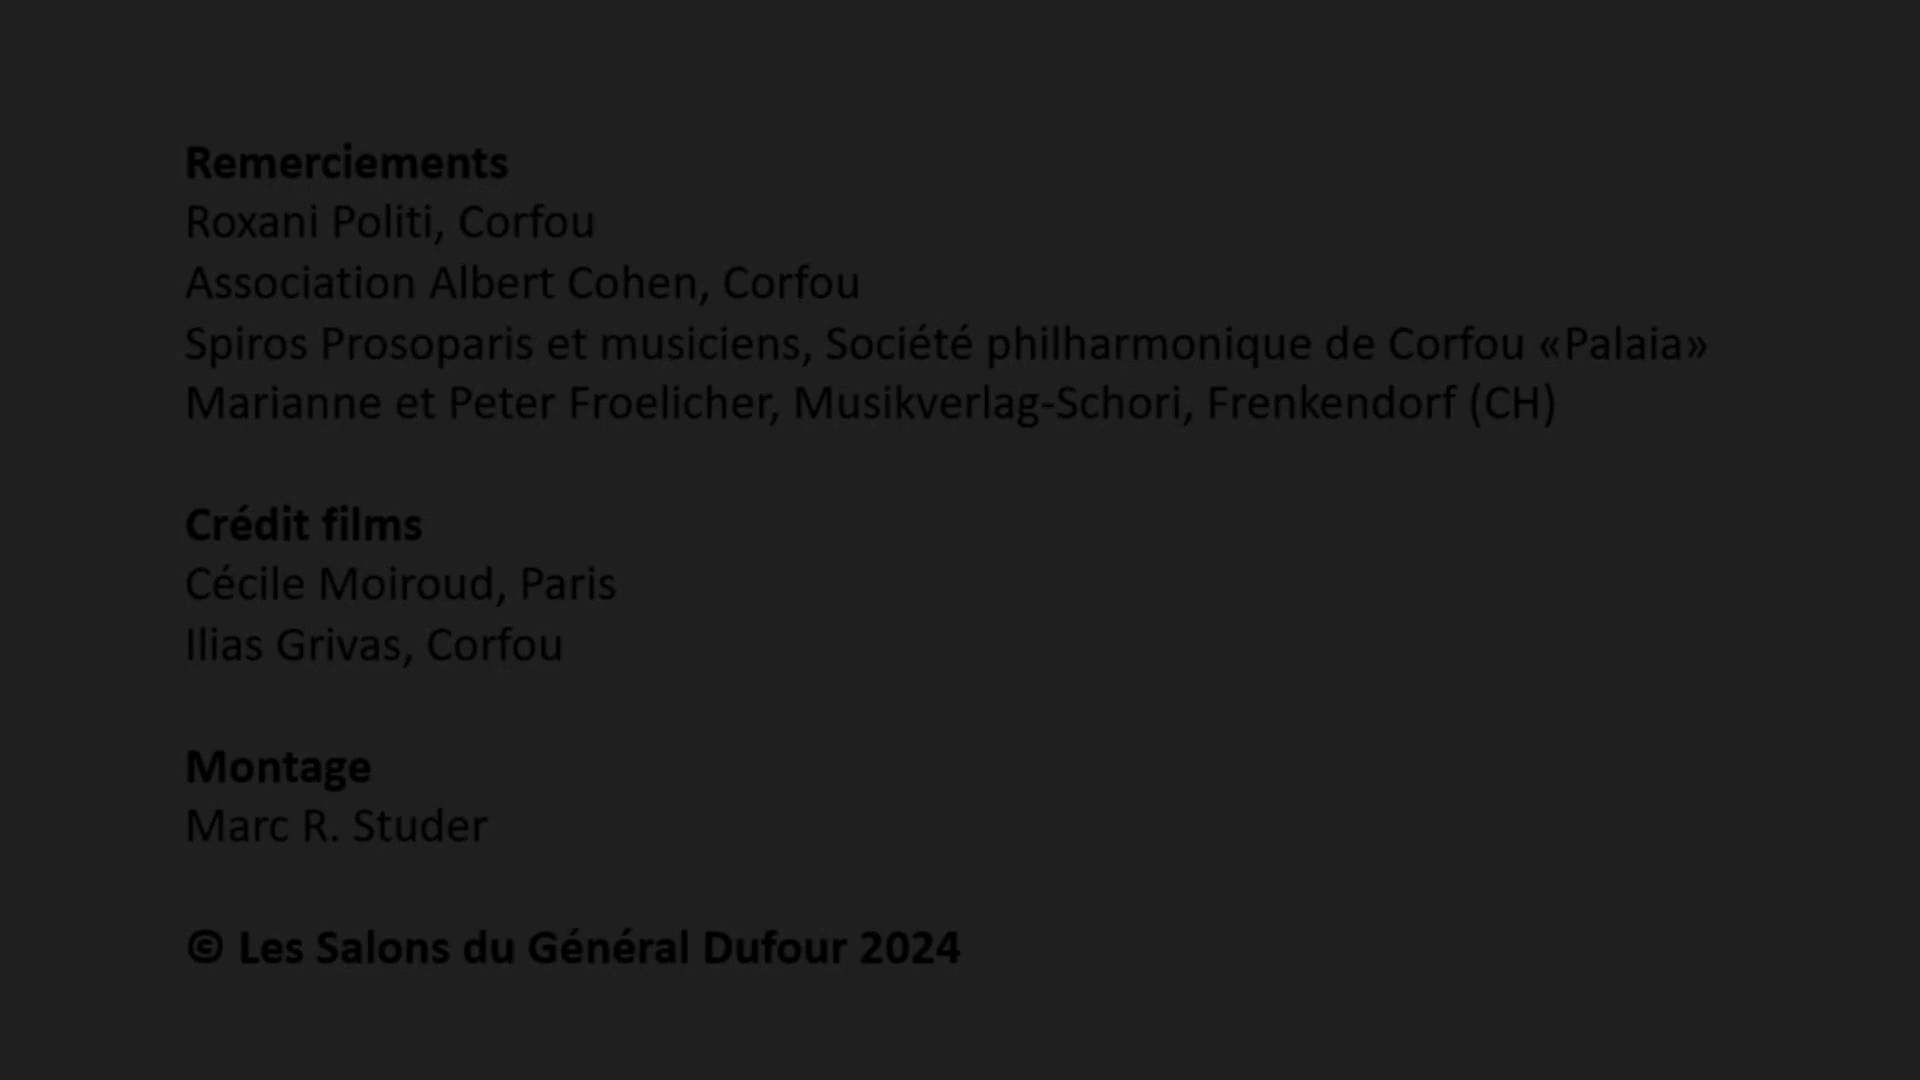 Remerciements
Roxani Politi, Corfou
Association Albert Cohen, Corfou
Spiros Prosoparis et musiciens, Société philharmonique de Corfou «Palaia»
Marianne et Peter Froelicher, Musikverlag-Schori, Frenkendorf (CH)
Crédit films
Cécile Moiroud, Paris
Ilias Grivas, Corfou
Montage
Marc R. Studer
© Les Salons du Général Dufour 2024